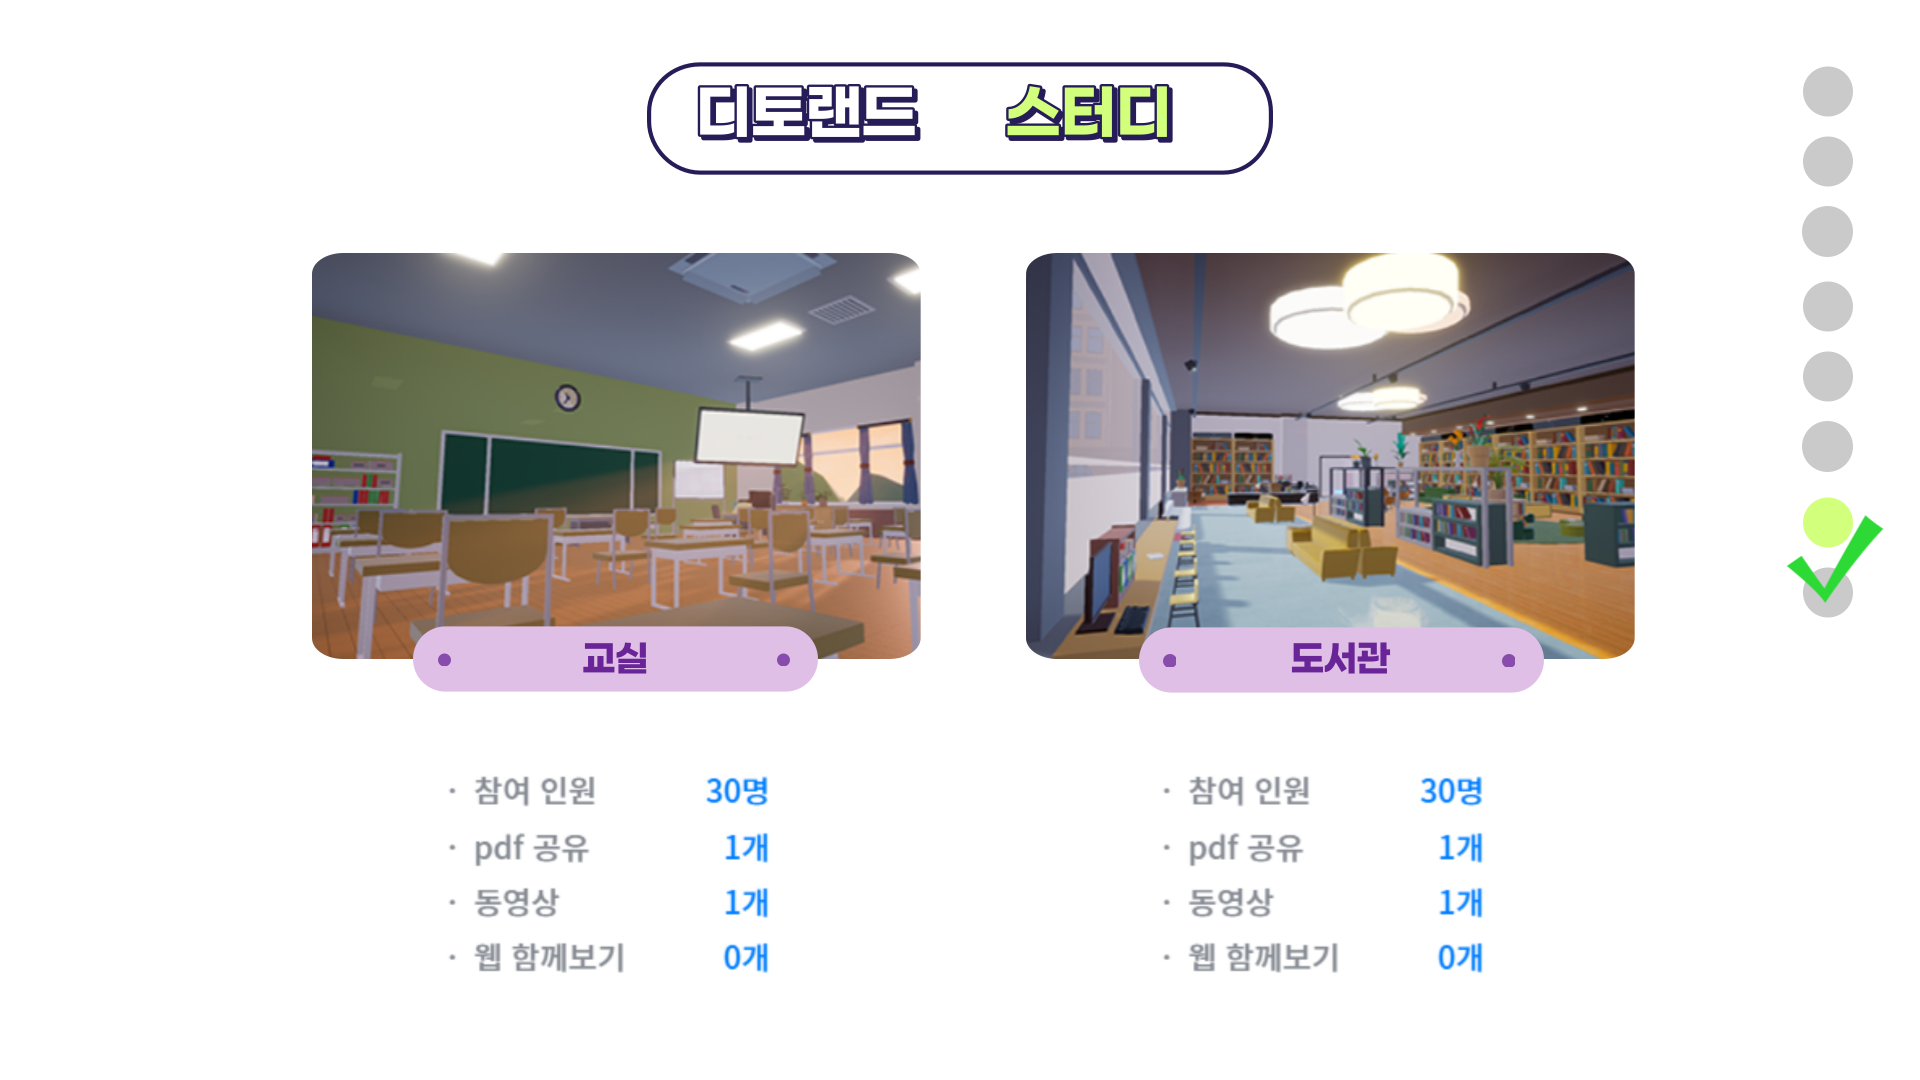 디토랜드 스터디
교실
· 참여 인원 30명
· pdf 공유 1개
· 동영상 1개
· 웹 함께보기 0개
도서관
· 참여 인원 30명
· pdf 공유 1개
· 동영상 1개
· 웹 함께보기 0개